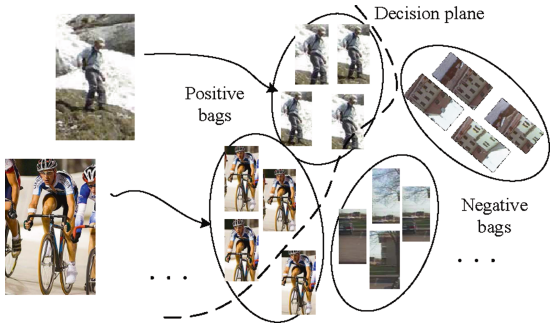 Decision plane
Positive
bags
Negative
bags
. . .
. . .